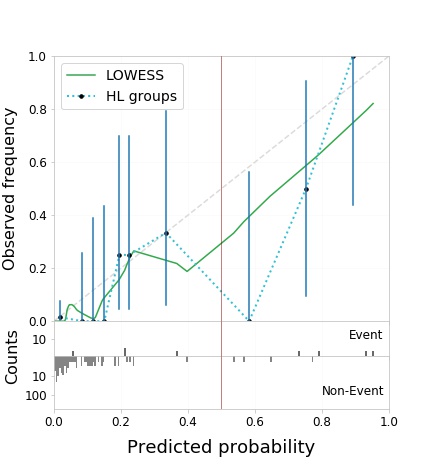 1.0
LOWESS
HL groups
0.8
0.6
0.4
0.2
0.0
Observed frequency
10
Event
Counts
10
100
Non-Event
0.0 0.2 0.4 0.6 0.8 1.0
Predicted probability